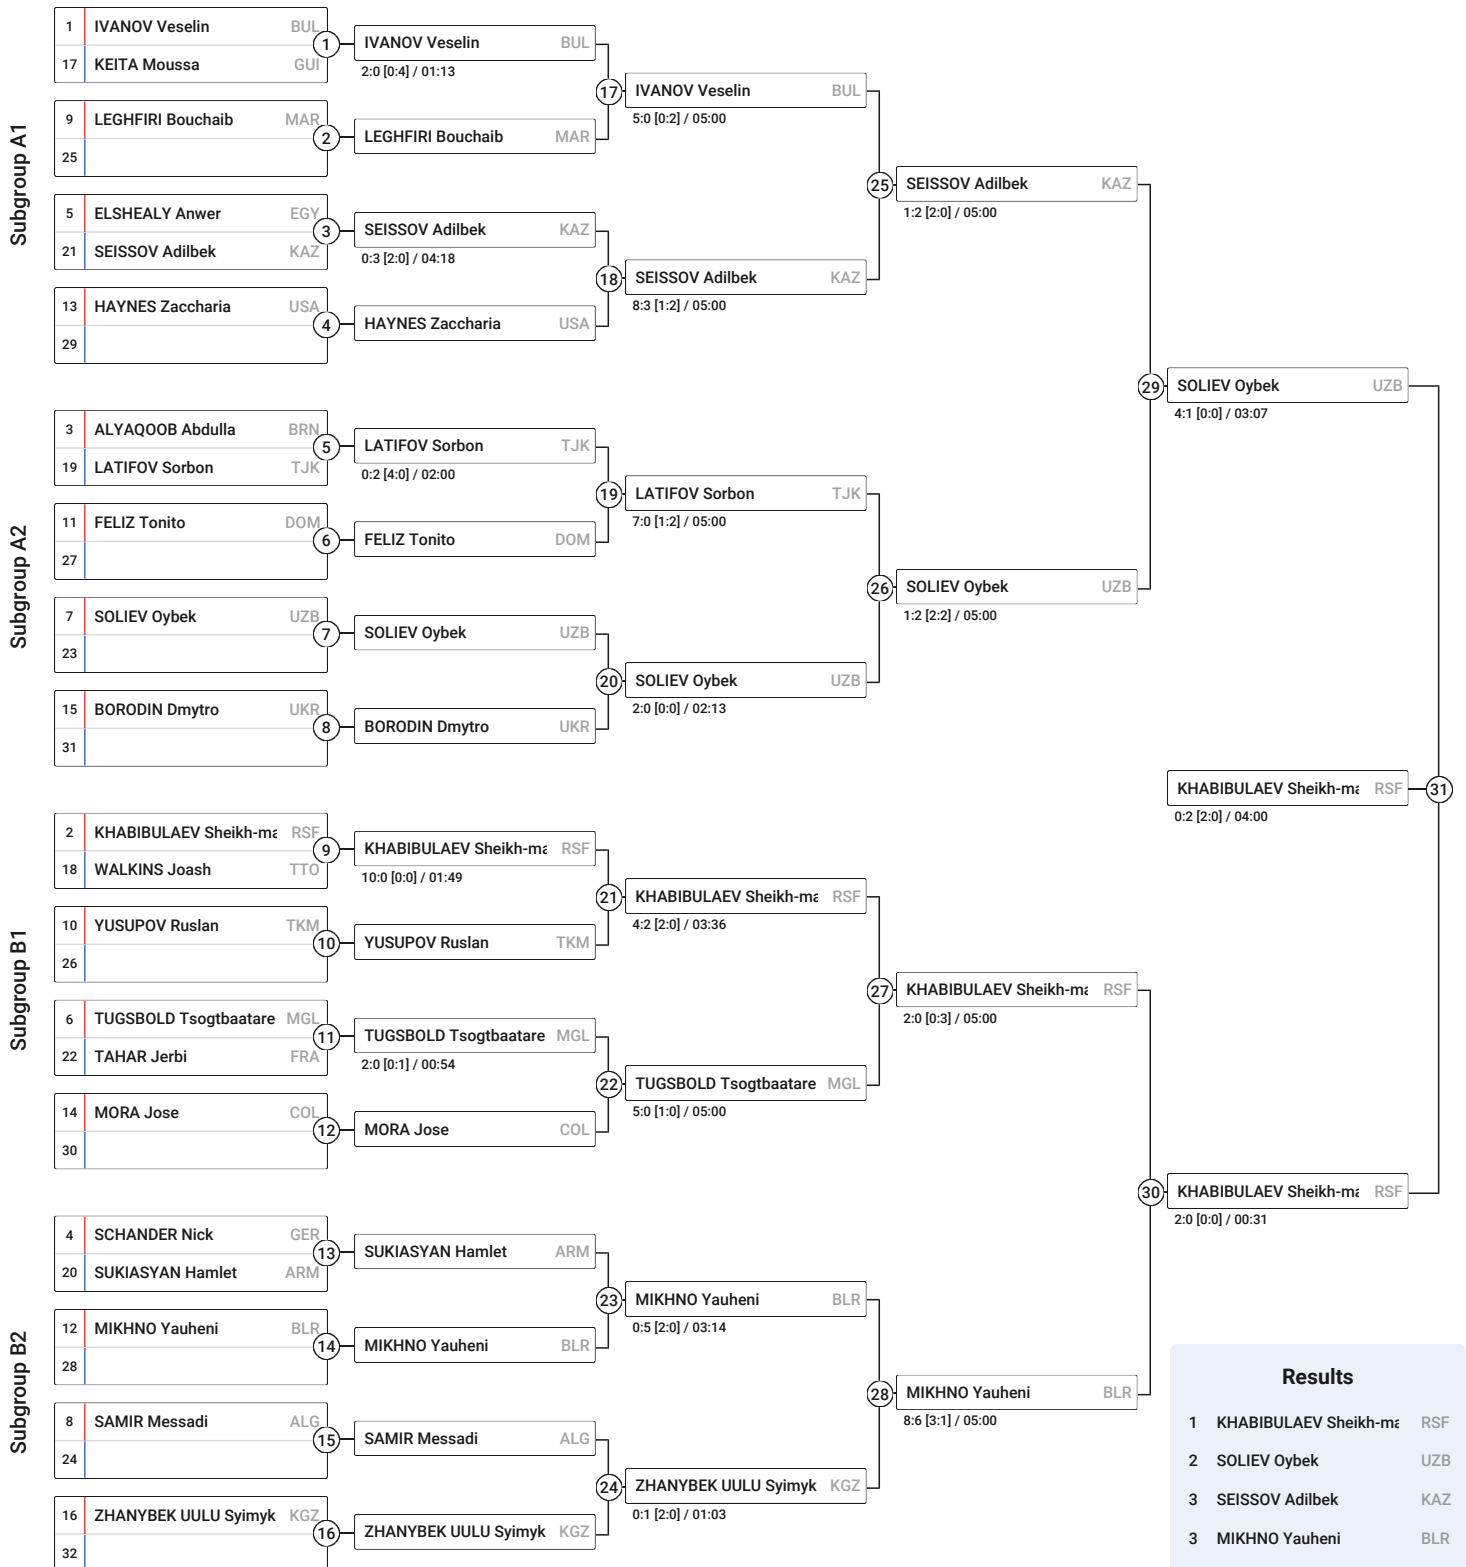 Subgroup A1
1 IVANOV Veselin BUL
17 KEITA Moussa GUI
1
9 LEGHFIRI Bouchaib MAR
25
2
5 ELSHEALY Anwer EGY
21 SEISSOV Adilbek KAZ
3
13 HAYNES Zaccharia USA
29
4
Subgroup A2
3 ALYAQOOB Abdulla BRN
19 LATIFOV Sorbon TJK
5
11 FELIZ Tonito DOM
27
6
7 SOLIEV Oybek UZB
23
7
15 BORODIN Dmytro UKR
31
8
Subgroup B1
2 KHABIBULAEV Sheikh-ma RSF
18 WALKINS Joash TTO
9
10 YUSUPOV Ruslan TKM
26
10
6 TUGSBOLD Tsogtbaatare MGL
22 TAHAR Jerbi FRA
11
14 MORA Jose COL
30
12
Subgroup B2
4 SCHANDER Nick GER
20 SUKIASYAN Hamlet ARM
13
12 MIKHNO Yauheni BLR
28
14
8 SAMIR Messadi ALG
24
15
16 ZHANYBEK UULU Syimyk KGZ
32
16
IVANOV Veselin BUL
2:0 [0:4] / 01:13
LEGHFIRI Bouchaib MAR
17
SEISSOV Adilbek KAZ
0:3 [2:0] / 04:18
HAYNES Zaccharia USA
18
LATIFOV Sorbon TJK
0:2 [4:0] / 02:00
FELIZ Tonito DOM
19
SOLIEV Oybek UZB
BORODIN Dmytro UKR
20
KHABIBULAEV Sheikh-ma RSF
10:0 [0:0] / 01:49
YUSUPOV Ruslan TKM
21
TUGSBOLD Tsogtbaatare MGL
2:0 [0:1] / 00:54
MORA Jose COL
22
SUKIASYAN Hamlet ARM
MIKHNO Yauheni BLR
23
SAMIR Messadi ALG
ZHANYBEK UULU Syimyk KGZ
24
IVANOV Veselin BUL
5:0 [0:2] / 05:00
SEISSOV Adilbek KAZ
8:3 [1:2] / 05:00
25
LATIFOV Sorbon TJK
7:0 [1:2] / 05:00
SOLIEV Oybek UZB
2:0 [0:0] / 02:13
26
KHABIBULAEV Sheikh-ma RSF
4:2 [2:0] / 03:36
TUGSBOLD Tsogtbaatare MGL
5:0 [1:0] / 05:00
27
MIKHNO Yauheni BLR
0:5 [2:0] / 03:14
ZHANYBEK UULU Syimyk KGZ
0:1 [2:0] / 01:03
28
SEISSOV Adilbek KAZ
1:2 [2:0] / 05:00
SOLIEV Oybek UZB
1:2 [2:2] / 05:00
29
KHABIBULAEV Sheikh-ma RSF
2:0 [0:3] / 05:00
MIKHNO Yauheni BLR
8:6 [3:1] / 05:00
30
SOLIEV Oybek UZB
4:1 [0:0] / 03:07
KHABIBULAEV Sheikh-ma RSF
0:2 [2:0] / 04:00
31
KHABIBULAEV Sheikh-ma RSF
2:0 [0:0] / 00:31
Results
1 KHABIBULAEV Sheikh-ma RSF
2 SOLIEV Oybek UZB
3 SEISSOV Adilbek KAZ
3 MIKHNO Yauheni BLR